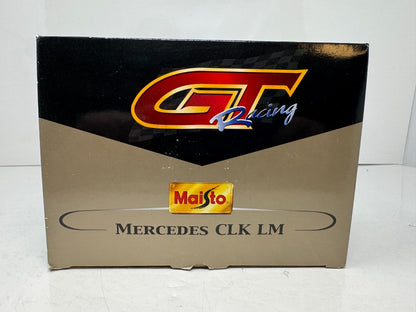 GT
Racing
Maisto
MERCEDES CLK LM